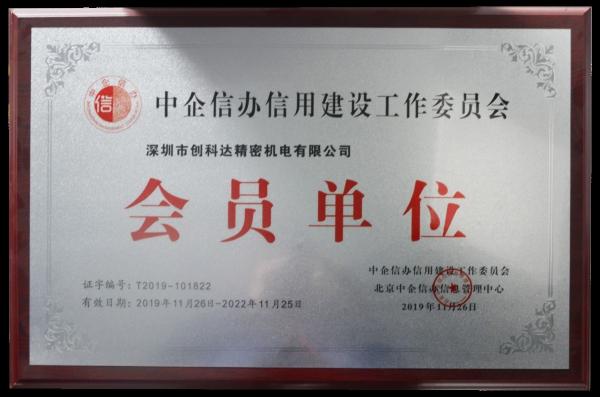 中企信办
信
中企信办信用建设工作委员会
深圳市创科达精密机电有限公司
会员单位
证字编号：T2019-101822
有效日期：2019年11月26日-2022年11月25日
中企信办信用建设工作委员会
北京中企信办信息管理中心
2019年11月26日